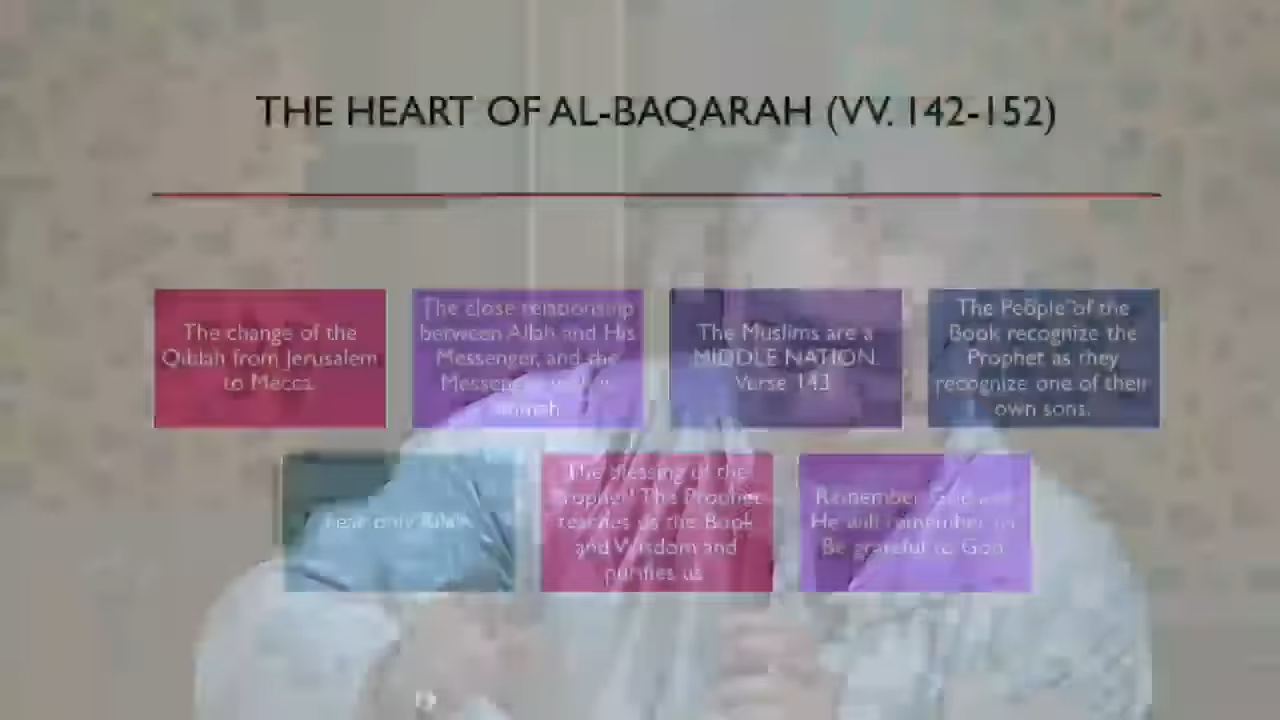 THE HEART OF AL-BAQARAH (VV. 142-152)
The change of the
Qiblah from Jerusalem
to Mecca.
The close relationship
between Allah and His
Messenger, and the
Messenger
ummah
The Muslims are a
MIDDLE NATION.
Verse 143
The People of the
Book recognize the
Prophet as they
recognize one of their
own sons.
Fear only Allah
The blessing of the
Prophet! The Prophet
teaches us the Book
and Wisdom and
purifies us
Remember God and
He will remember us
Be grateful to God